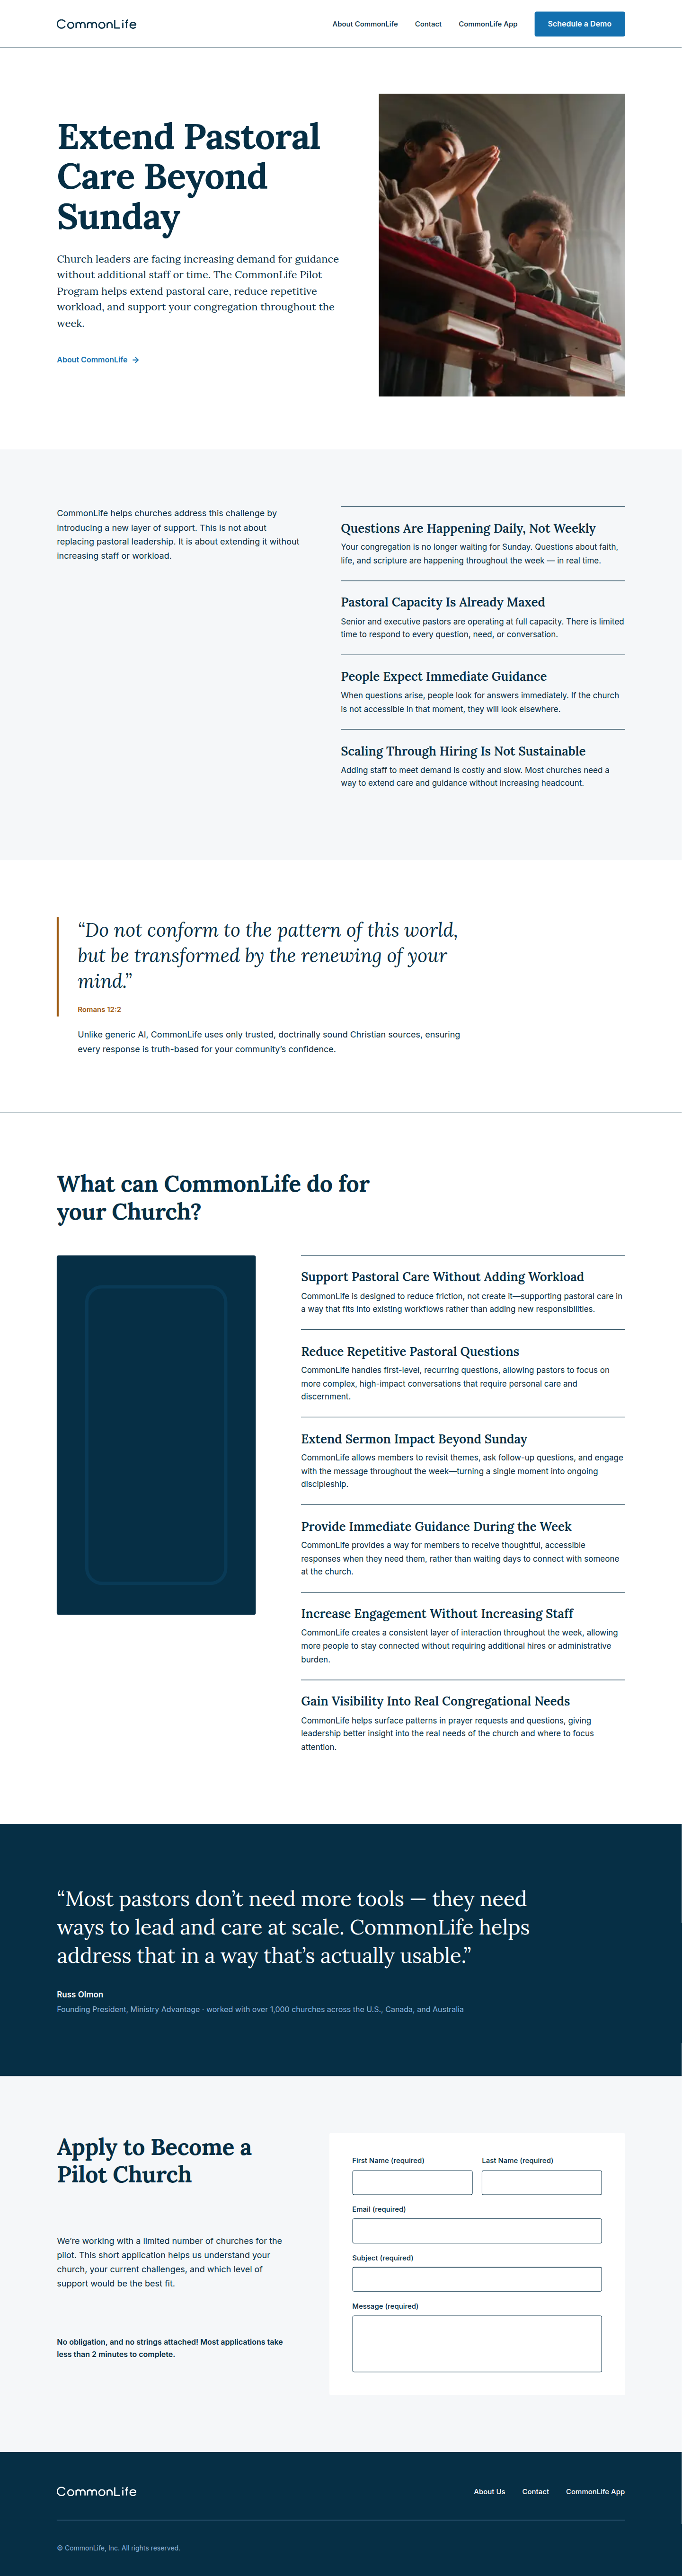 CommonLife
About CommonLife
Contact
CommonLife App
Schedule a Demo
Extend Pastoral
Care Beyond
Sunday
Church leaders are facing increasing demand for guidance
without additional staff or time. The CommonLife Pilot
Program helps extend pastoral care, reduce repetitive
workload, and support your congregation throughout the
week.
About CommonLife →
CommonLife helps churches address this challenge by
introducing a new layer of support. This is not about
replacing pastoral leadership. It is about extending it without
increasing staff or workload.
Questions Are Happening Daily, Not Weekly
Your congregation is no longer waiting for Sunday. Questions about faith,
life, and scripture are happening throughout the week — in real time.
Pastoral Capacity Is Already Maxed
Senior and executive pastors are operating at full capacity. There is limited
time to respond to every question, need, or conversation.
People Expect Immediate Guidance
When questions arise, people look for answers immediately. If the church
is not accessible in that moment, they will look elsewhere.
Scaling Through Hiring Is Not Sustainable
Adding staff to meet demand is costly and slow. Most churches need a
way to extend care and guidance without increasing headcount.
“Do not conform to the pattern of this world,
but be transformed by the renewing of your
mind.”
Romans 12:2
Unlike generic AI, CommonLife uses only trusted, doctrinally sound Christian sources, ensuring
every response is truth-based for your community’s confidence.
What can CommonLife do for
your Church?
Support Pastoral Care Without Adding Workload
CommonLife is designed to reduce friction, not create it—supporting pastoral care in
a way that fits into existing workflows rather than adding new responsibilities.
Reduce Repetitive Pastoral Questions
CommonLife handles first-level, recurring questions, allowing pastors to focus on
more complex, high-impact conversations that require personal care and
discernment.
Extend Sermon Impact Beyond Sunday
CommonLife allows members to revisit themes, ask follow-up questions, and engage
with the message throughout the week—turning a single moment into ongoing
discipleship.
Provide Immediate Guidance During the Week
CommonLife provides a way for members to receive thoughtful, accessible
responses when they need them, rather than waiting days to connect with someone
at the church.
Increase Engagement Without Increasing Staff
CommonLife creates a consistent layer of interaction throughout the week, allowing
more people to stay connected without requiring additional hires or administrative
burden.
Gain Visibility Into Real Congregational Needs
CommonLife helps surface patterns in prayer requests and questions, giving
leadership better insight into the real needs of the church and where to focus
attention.
“Most pastors don’t need more tools — they need
ways to lead and care at scale. CommonLife helps
address that in a way that’s actually usable.”
Russ Olmon
Founding President, Ministry Advantage · worked with over 1,000 churches across the U.S., Canada, and Australia
Apply to Become a
Pilot Church
We’re working with a limited number of churches for the
pilot. This short application helps us understand your
church, your current challenges, and which level of
support would be the best fit.
No obligation, and no strings attached! Most applications take
less than 2 minutes to complete.
First Name (required)
Last Name (required)
Email (required)
Subject (required)
Message (required)
CommonLife
About Us
Contact
CommonLife App
© CommonLife, Inc. All rights reserved.